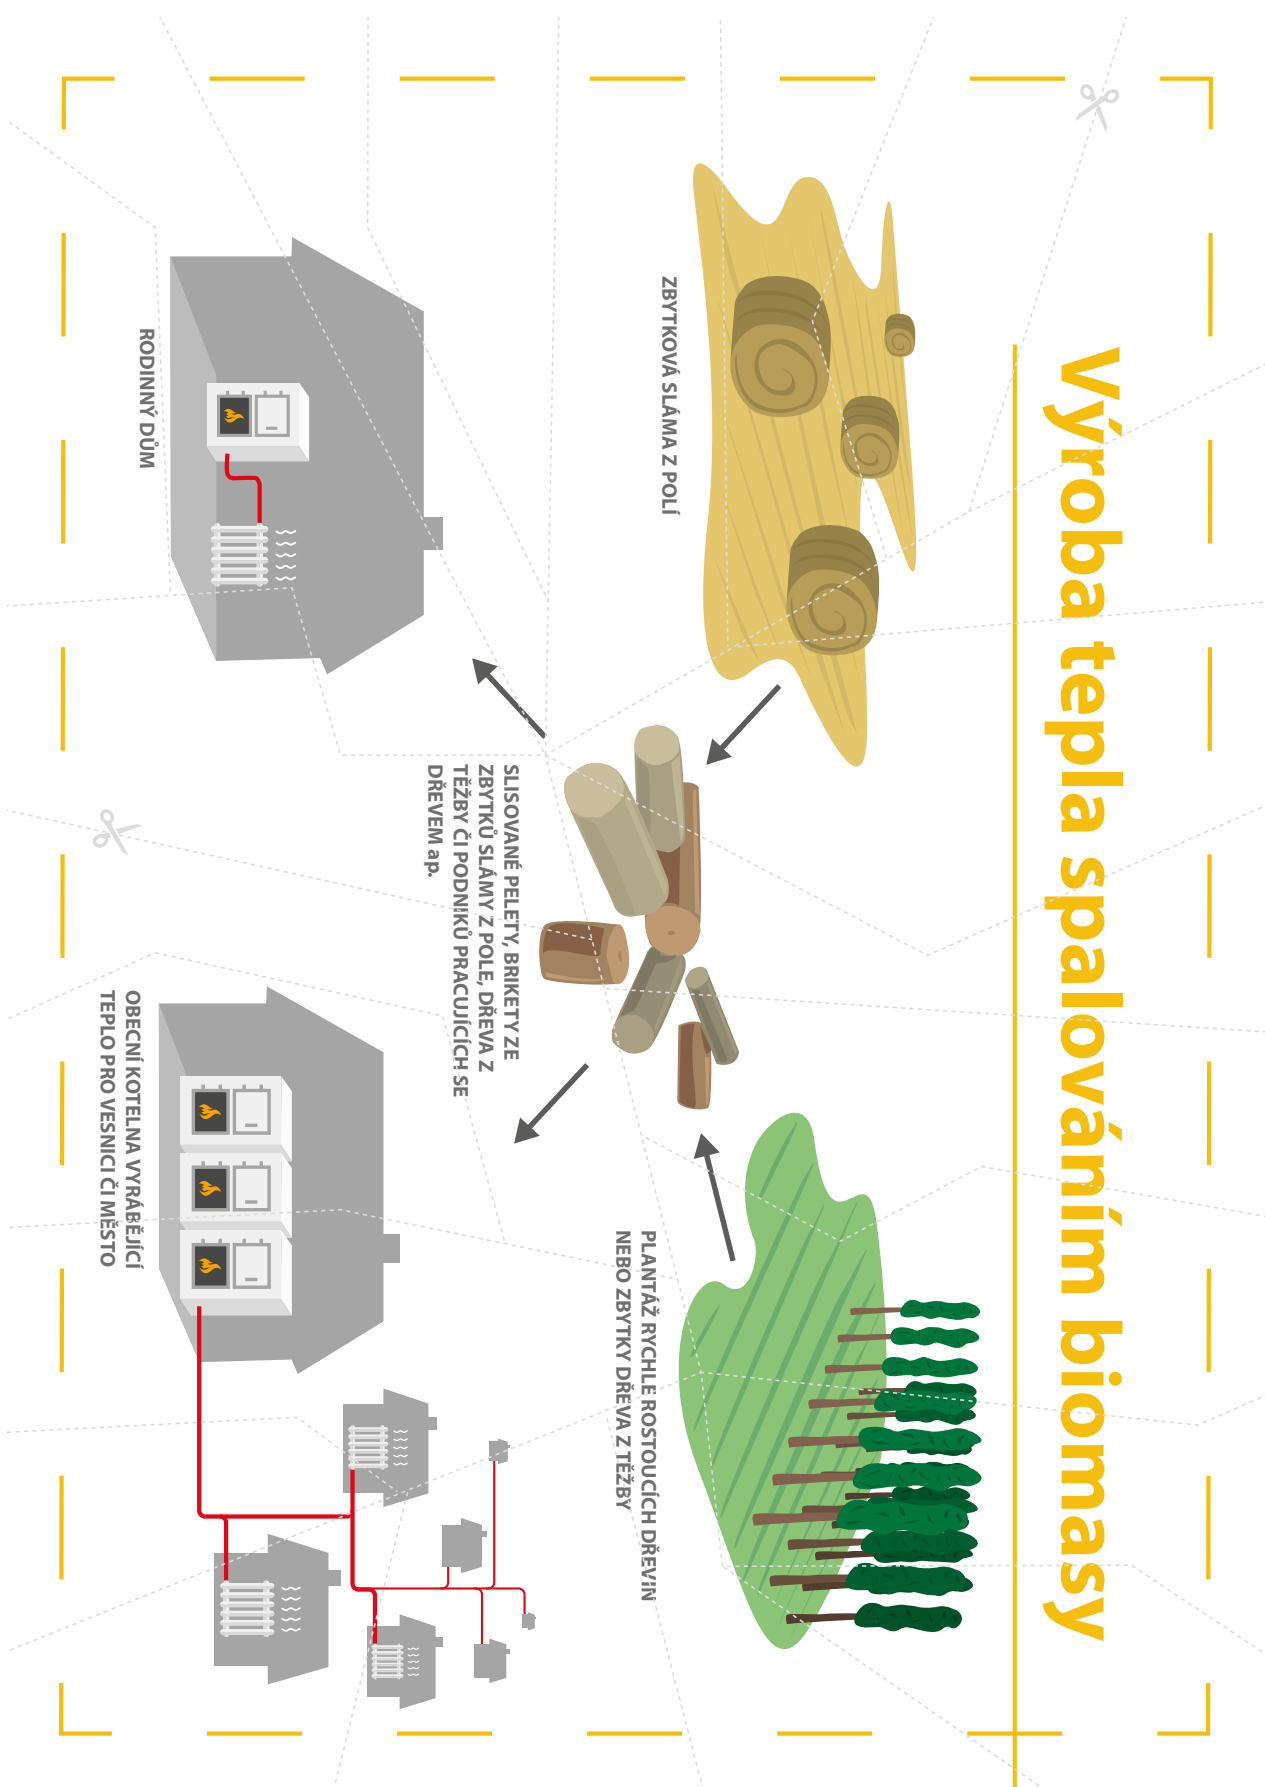 Výroba tepla spalováním biomasy
ZBYTKOVÁ SLÁMA Z POLÍ
PLANTÁŽ RYCHLE ROSTOUCÍCH DŘEVIN
NEBO ZBYTKY DŘEVA Z TĚŽBY
SLISOVANÉ PELETY, BRIKETY ZE
ZBYTKŮ SLÁMY Z POLE, DŘEVA Z
TĚŽBY ČI PODNIKŮ PRACUJÍCÍCH SE
DŘEVEM ap.
RODINNÝ DŮM
OBECNÍ KOTELNA VYRÁBĚJÍCÍ
TEPLO PRO VESNICI ČI MĚSTO